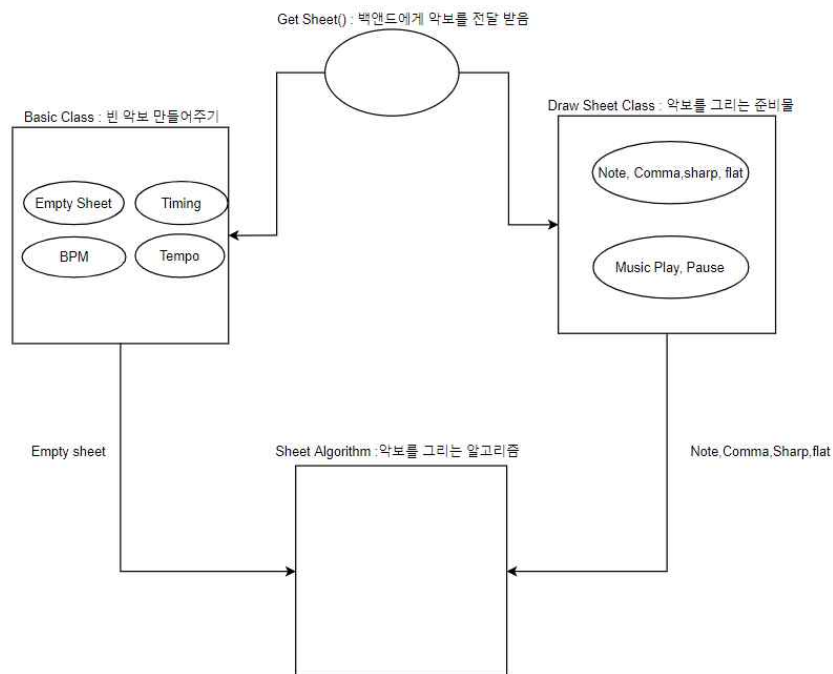 Get Sheet() : 백앤드에게 악보를 전달 받음
Basic Class : 빈 악보 만들어주기
Draw Sheet Class : 악보를 그리는 준비물
Empty Sheet
Timing
BPM
Tempo
Note, Comma,sharp, flat
Music Play, Pause
Empty sheet
Sheet Algorithm :악보를 그리는 알고리즘
Note,Comma,Sharp,flat